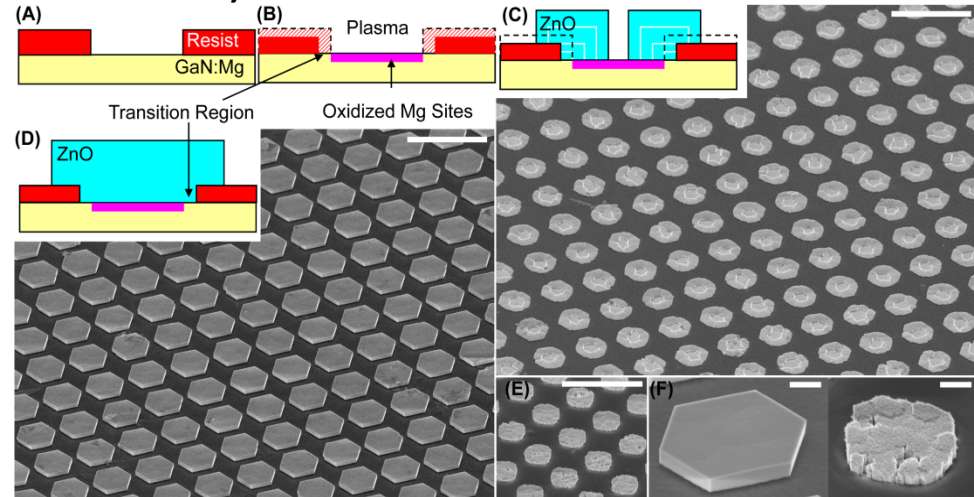 (A)
Resist
GaN:Mg
(B)
Plasma
(C)
ZnO
Transition Region
Oxidized Mg Sites
(D)
ZnO
(E)
(F)